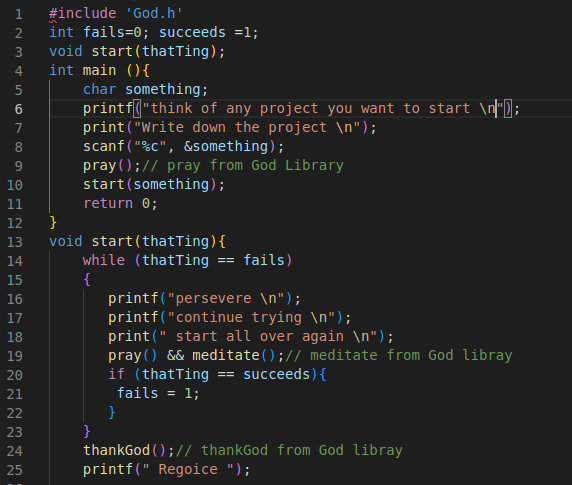 1 #include 'God.h'
2 int fails=0; succeeds =1;
3 void start(thatTing);
4 int main (){
5 char something;
6 printf("think of any project you want to start \n");
7 print("Write down the project \n");
8 scanf("%c", &something);
9 pray();// pray from God Library
10 start(something);
11 return 0;
12 }
13 void start(thatTing){
14 while (thatTing == fails)
15 {
16 printf("persevere \n");
17 printf("continue trying \n");
18 print(" start all over again \n");
19 pray() && meditate();// meditate from God libray
20 if (thatTing == succeeds){
21 fails = 1;
22 }
23 }
24 thankGod();// thankGod from God libray
25 printf(" Regoice ");